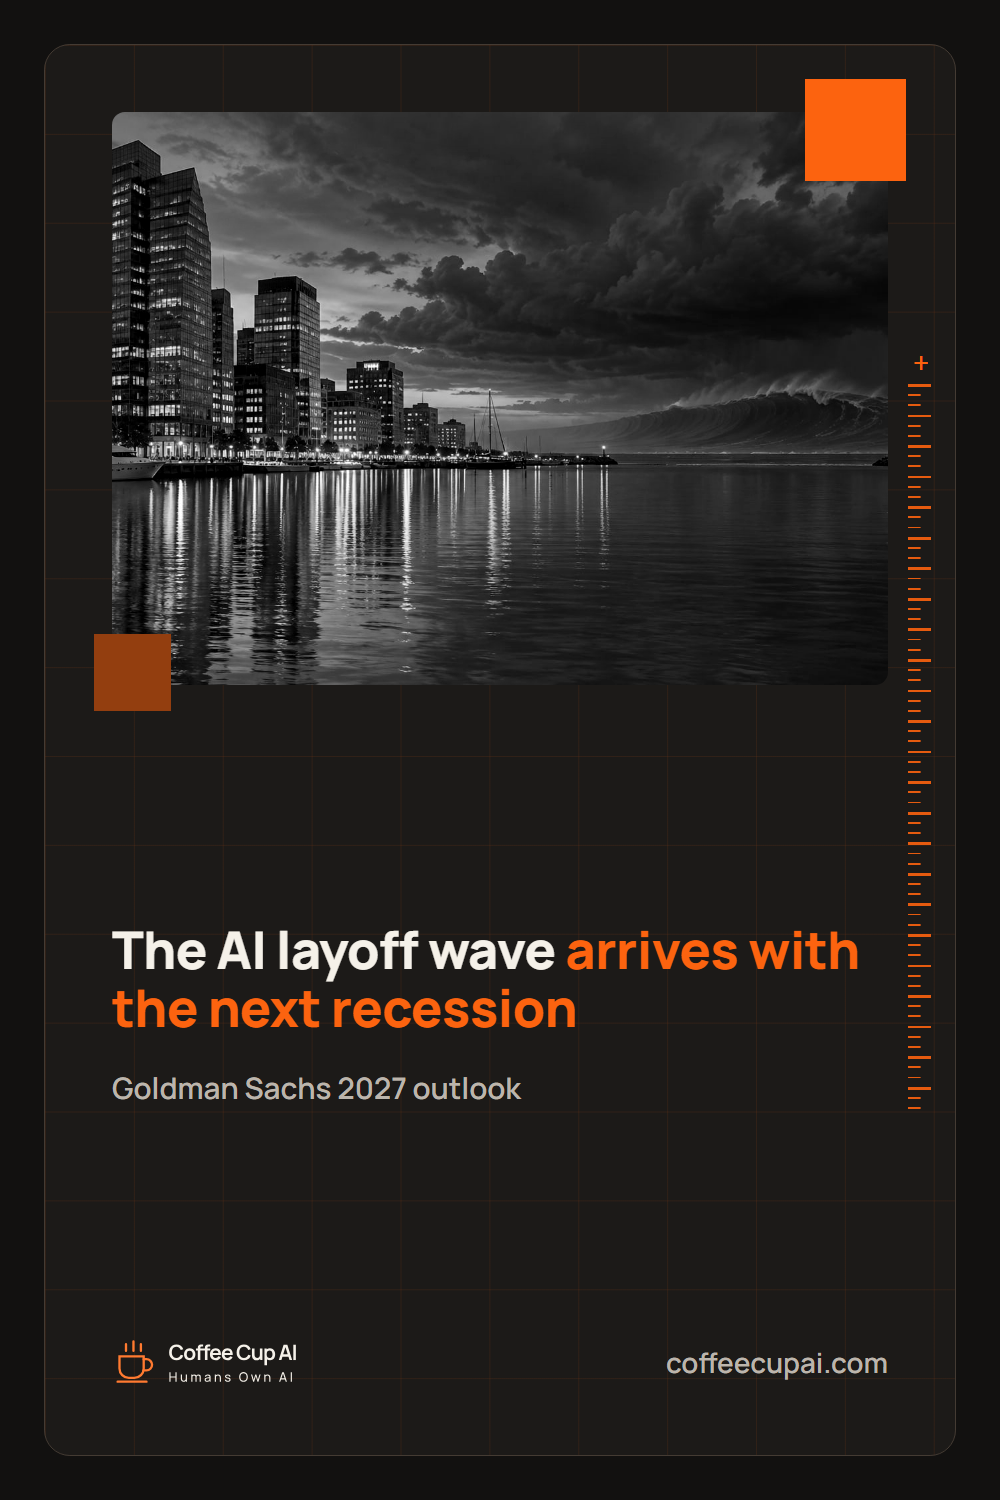 +
The AI layoff wave arrives with
the next recession
Goldman Sachs 2027 outlook
Coffee Cup AI
Humans Own AI
coffeecupai.com